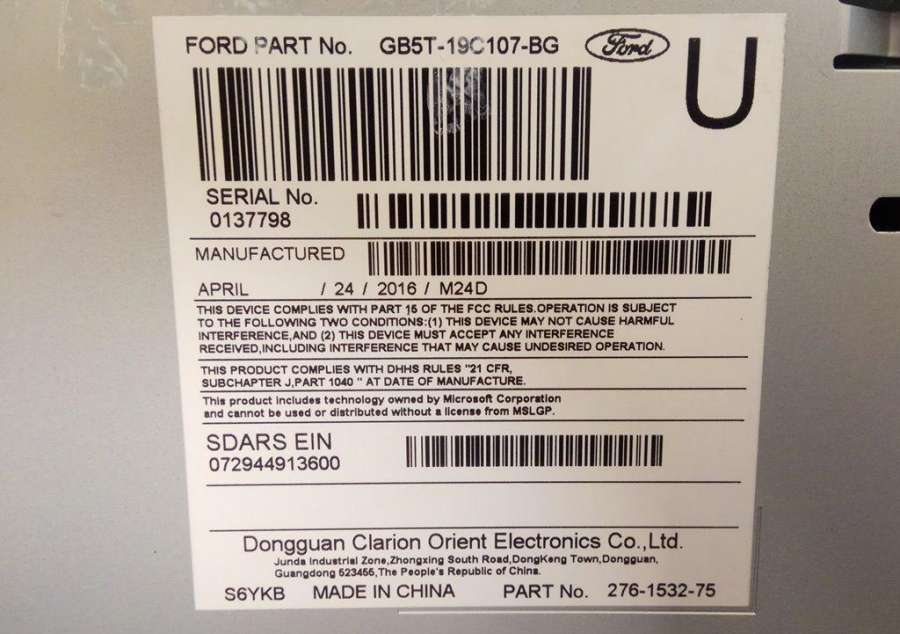 FORD PART No. GB5T-19C107-BG Ford
U
SERIAL No.
0137798
MANUFACTURED
APRIL / 24 / 2016 / M24D
THIS DEVICE COMPLIES WITH PART 15 OF THE FCC RULES.OPERATION IS SUBJECT
TO THE FOLLOWING TWO CONDITIONS:(1) THIS DEVICE MAY NOT CAUSE HARMFUL
INTERFERENCE,AND (2) THIS DEVICE MUST ACCEPT ANY INTERFERENCE
RECEIVED,INCLUDING INTERFERENCE THAT MAY CAUSE UNDESIRED OPERATION.
THIS PRODUCT COMPLIES WITH DHHS RULES "21 CFR,
SUBCHAPTER J,PART 1040 " AT DATE OF MANUFACTURE.
This product includes technology owned by Microsoft Corporation
and cannot be used or distributed without a license from MSLGP.
SDARS EIN
072944913600
Dongguan Clarion Orient Electronics Co.,Ltd.
Junda Industrial Zone,Zhongxing South Road,DongKeng Town,Dongguan,
Guangdong 523456,The People's Republic of China.
S6YKB MADE IN CHINA PART No. 276-1532-75